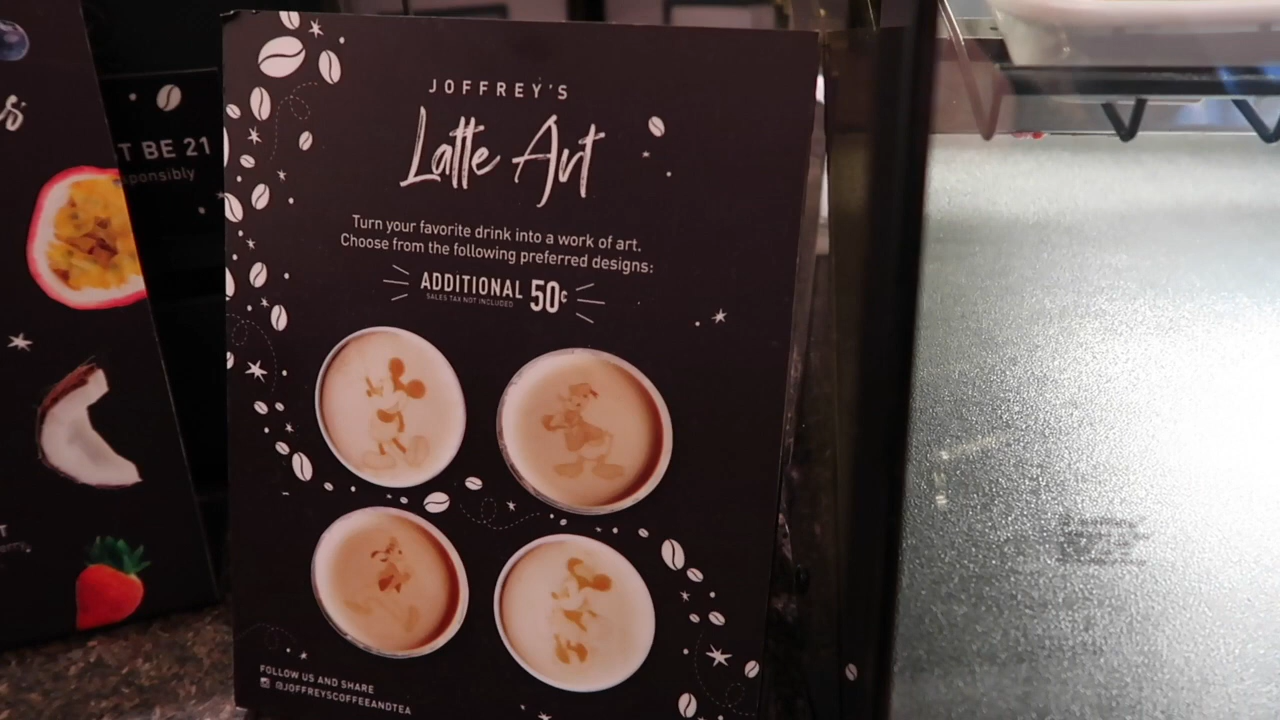 T BE 21
ponsibly
JOFFREY'S
Latte Art
Turn your favorite drink into a work of art.
Choose from the following preferred designs:
ADDITIONAL 50¢
SALES TAX NOT INCLUDED
FOLLOW US AND SHARE
@JOFFREYSCOFFEEANDTEA